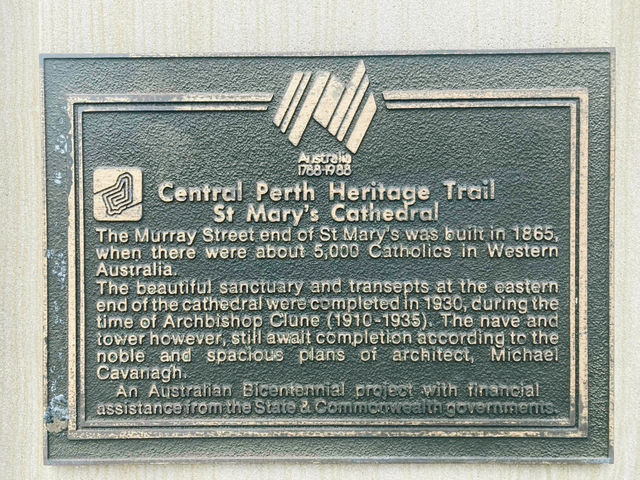 Australia
1788-1988
Central Perth Heritage Trail
St Mary's Cathedral
The Murray Street end of St Mary's was built in 1865,
when there were about 5,000 Catholics in Western
Australia.
The beautiful sanctuary and transepts at the eastern
end of the cathedral were completed in 1930, during the
time of Archbishop Clune (1910-1935). The nave and
tower however, still await completion according to the
noble and spacious plans of architect, Michael
Cavanagh.
An Australian Bicentennial project with financial
assistance from the State & Commonwealth governments.